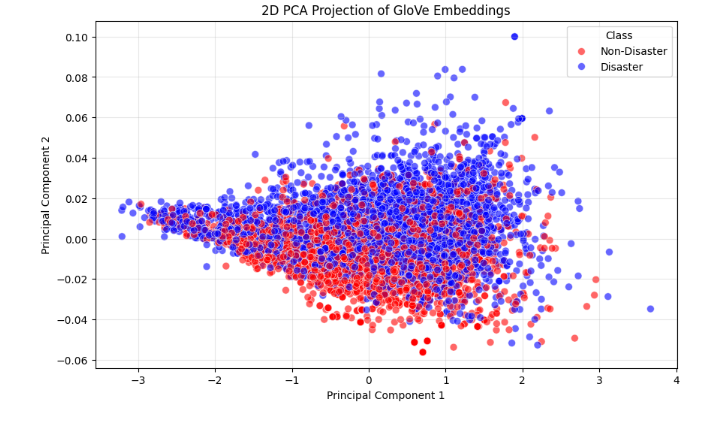 2D PCA Projection of GloVe Embeddings
Class
Non-Disaster
Disaster
Principal Component 2
0.10
0.08
0.06
0.04
0.02
0.00
−0.02
−0.04
−0.06
−3
−2
−1
0
1
2
3
4
Principal Component 1